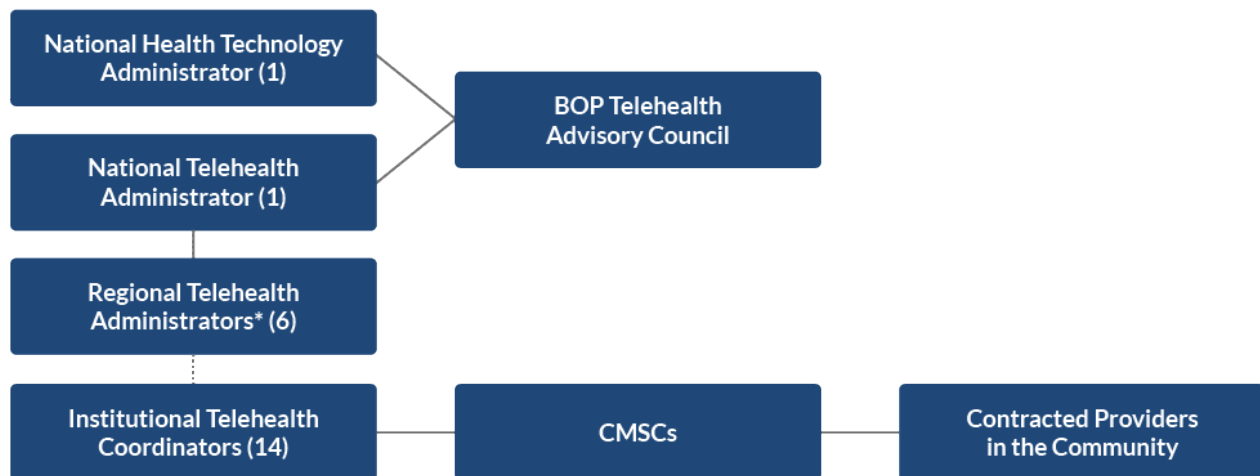 National Health Technology
Administrator (1)
BOP Telehealth
Advisory Council
National Telehealth
Administrator (1)
Regional Telehealth
Administrators* (6)
Institutional Telehealth
Coordinators (14)
CMSCs
Contracted Providers
in the Community